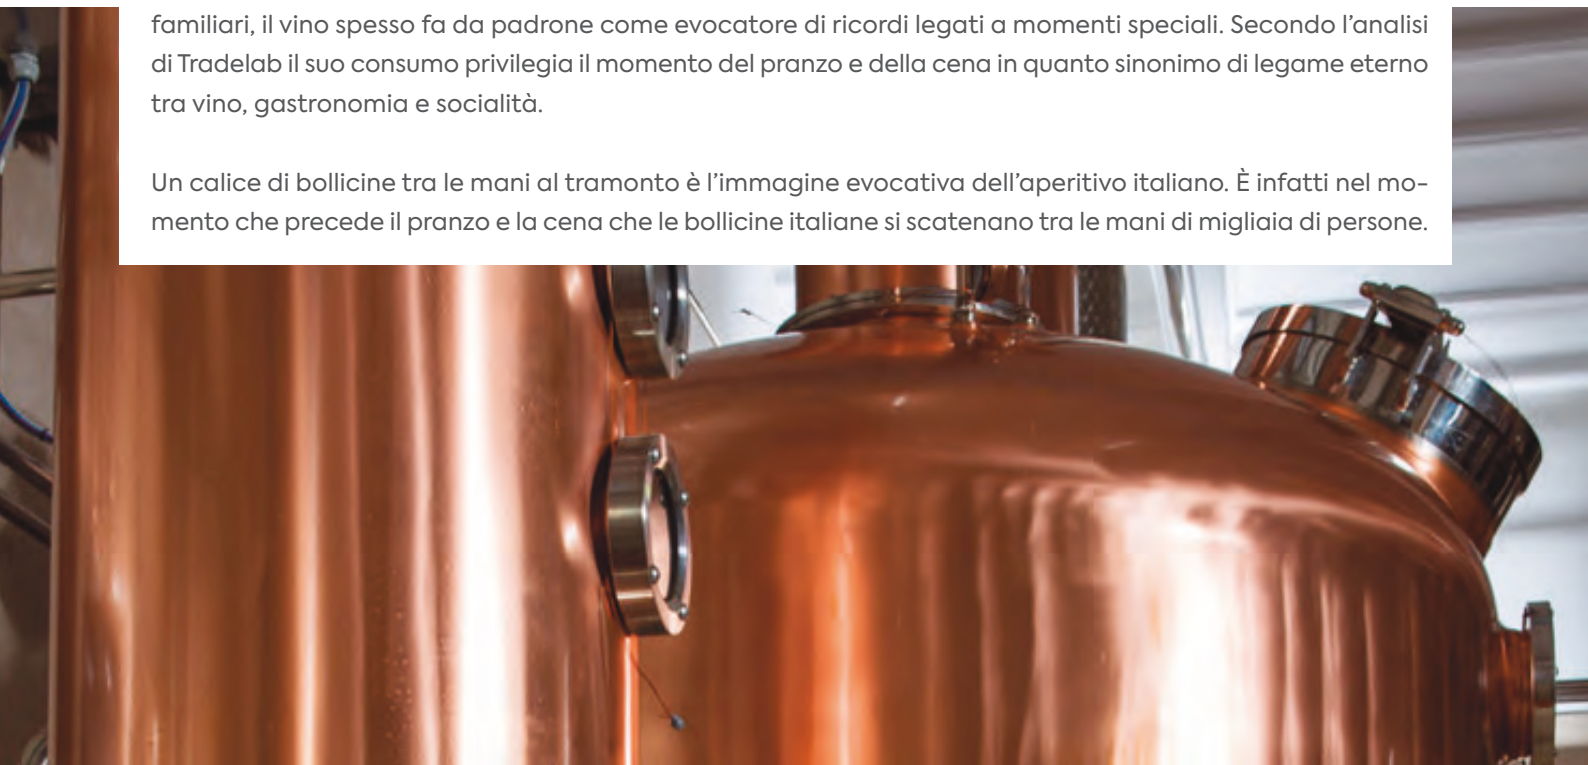 familiari, il vino spesso fa da padrone come evocatore di ricordi legati a momenti speciali. Secondo l’analisi
di Tradelab il suo consumo privilegia il momento del pranzo e della cena in quanto sinonimo di legame eterno
tra vino, gastronomia e socialità.
Un calice di bollicine tra le mani al tramonto è l’immagine evocativa dell’aperitivo italiano. È infatti nel mo-
mento che precede il pranzo e la cena che le bollicine italiane si scatenano tra le mani di migliaia di persone.